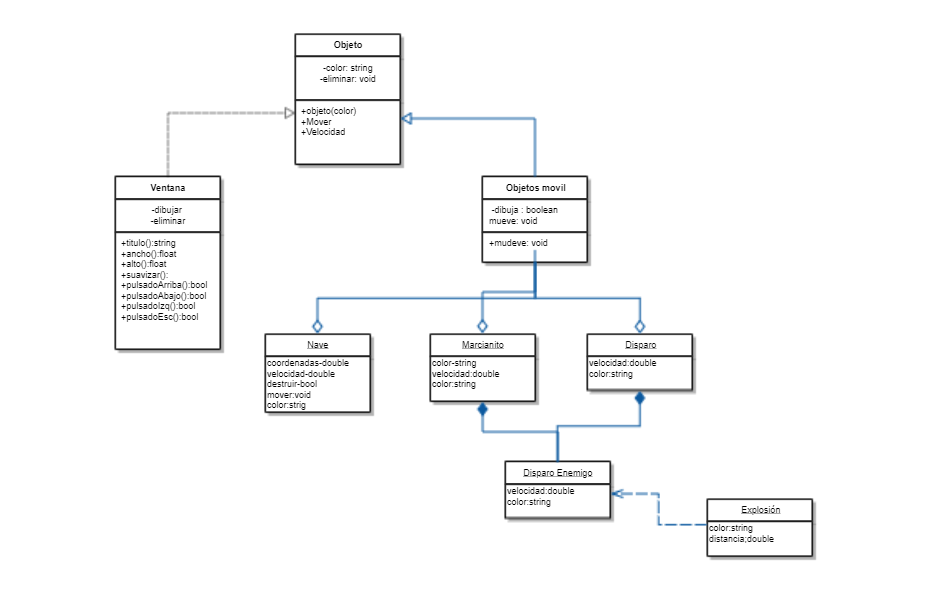 Objeto
-color: string
-eliminar: void
+objeto(color)
+Mover
+Velocidad
Ventana
-dibujar
-eliminar
+titulo():string
+ancho():float
+alto():float
+suavizar():
+pulsadoArriba():bool
+pulsadoAbajo():bool
+pulsadoIzq():bool
+pulsadoEsc():bool
Objetos movil
-dibuja : boolean
mueve: void
+mudeve: void
Nave
coordenadas-double
velocidad-double
destruir-bool
mover:void
color:strig
Marcianito
color-string
velocidad:double
color:string
Disparo
velocidad:double
color:string
Disparo Enemigo
velocidad:double
color:string
Explosión
color:string
distancia;double